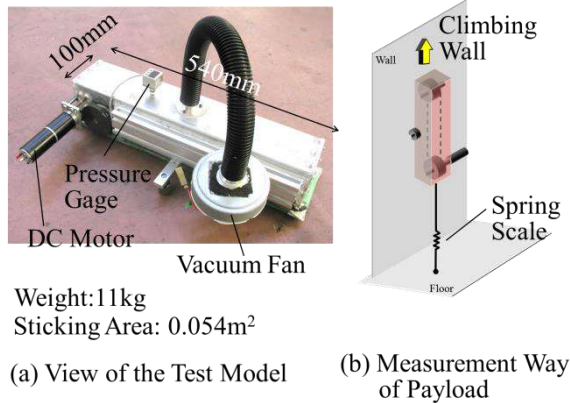 100mm
540mm
Pressure
Gage
DC Motor
Vacuum Fan
Weight:11kg
Sticking Area: 0.054m²
(a) View of the Test Model
Climbing
Wall
Wall
Spring
Scale
Floor
(b) Measurement Way
of Payload